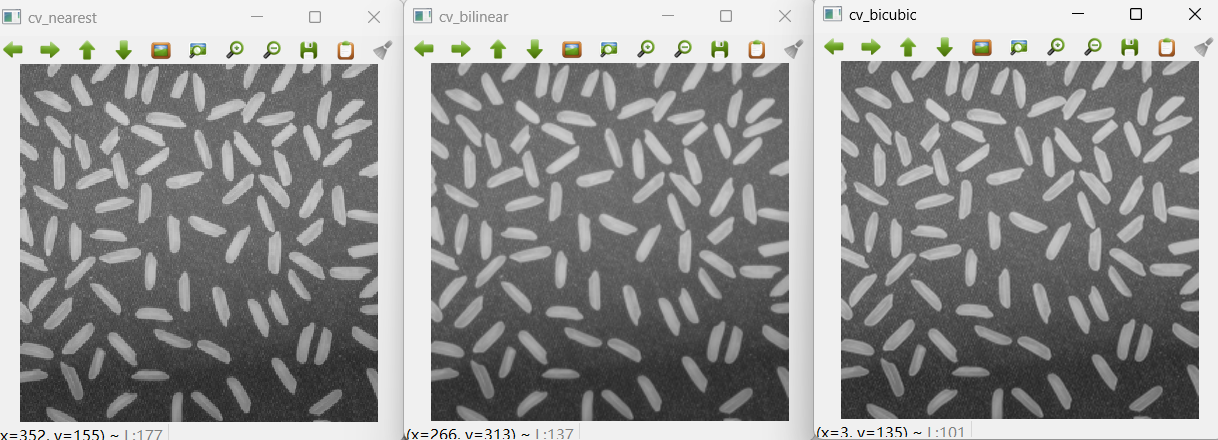 cv_nearest
cv_bilinear
cv_bicubic
x=352, y=155) ~ L:177
(x=266, y=313) ~ L:137
(x=3, y=135) ~ L:101